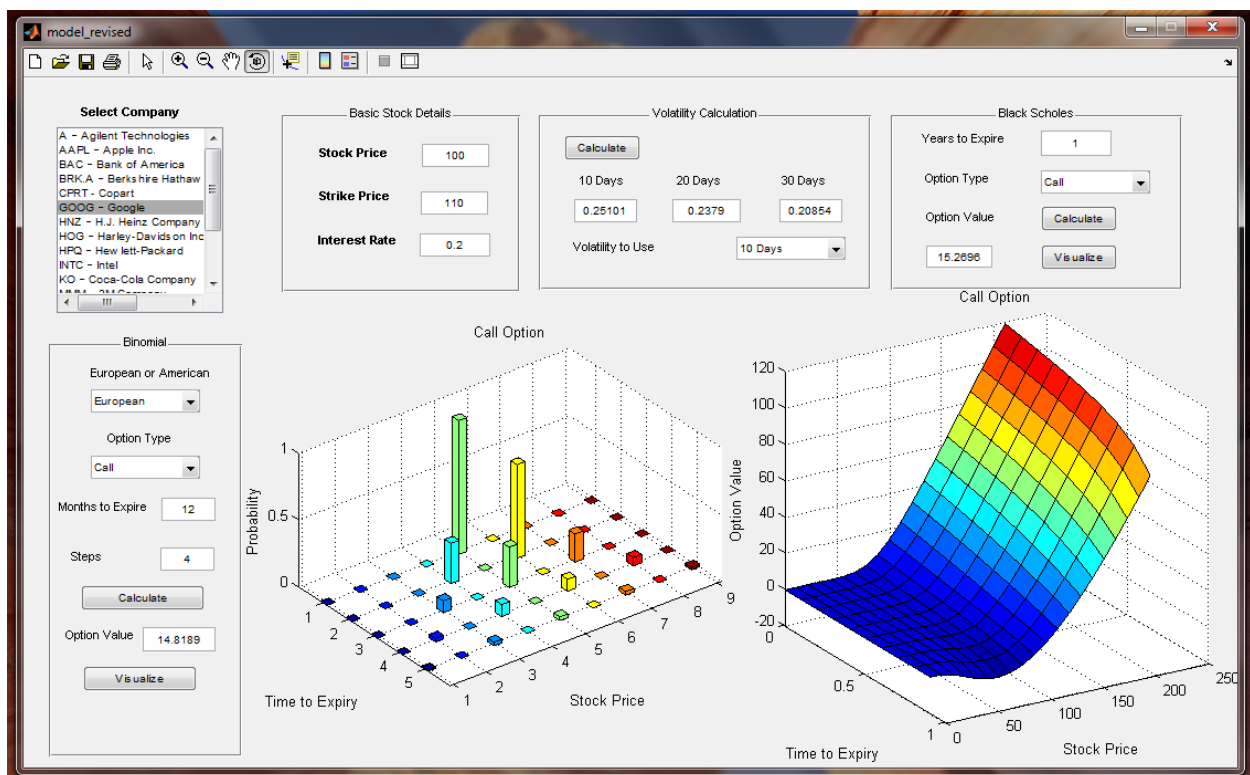 model_revised
Select Company
A - Agilent Technologies
AAPL - Apple Inc.
BAC - Bank of America
BRK.A - Berkshire Hathaw
CPRT - Copart
GOOG - Google
HNZ - H.J. Heinz Company
HOG - Harley-Davidson Inc
HPQ - Hewlett-Packard
INTC - Intel
KO - Coca-Cola Company
Basic Stock Details
Stock Price 100
Strike Price 110
Interest Rate 0.2
Volatility Calculation
Calculate
10 Days 20 Days 30 Days
0.25101 0.2379 0.20854
Volatility to Use 10 Days
Black Scholes
Years to Expire 1
Option Type Call
Option Value Calculate
15.2696 Visualize
Binomial
European or American
European
Option Type
Call
Months to Expire 12
Steps 4
Calculate
Option Value 14.8189
Visualize
Call Option
Probability
1
0.5
0
1
2
3
4
5
Time to Expiry
1
2
3
4
5
6
7
8
9
Stock Price
Call Option
Option Value
120
100
80
60
40
20
0
-20
0
0.5
1
Time to Expiry
0
50
100
150
200
250
Stock Price